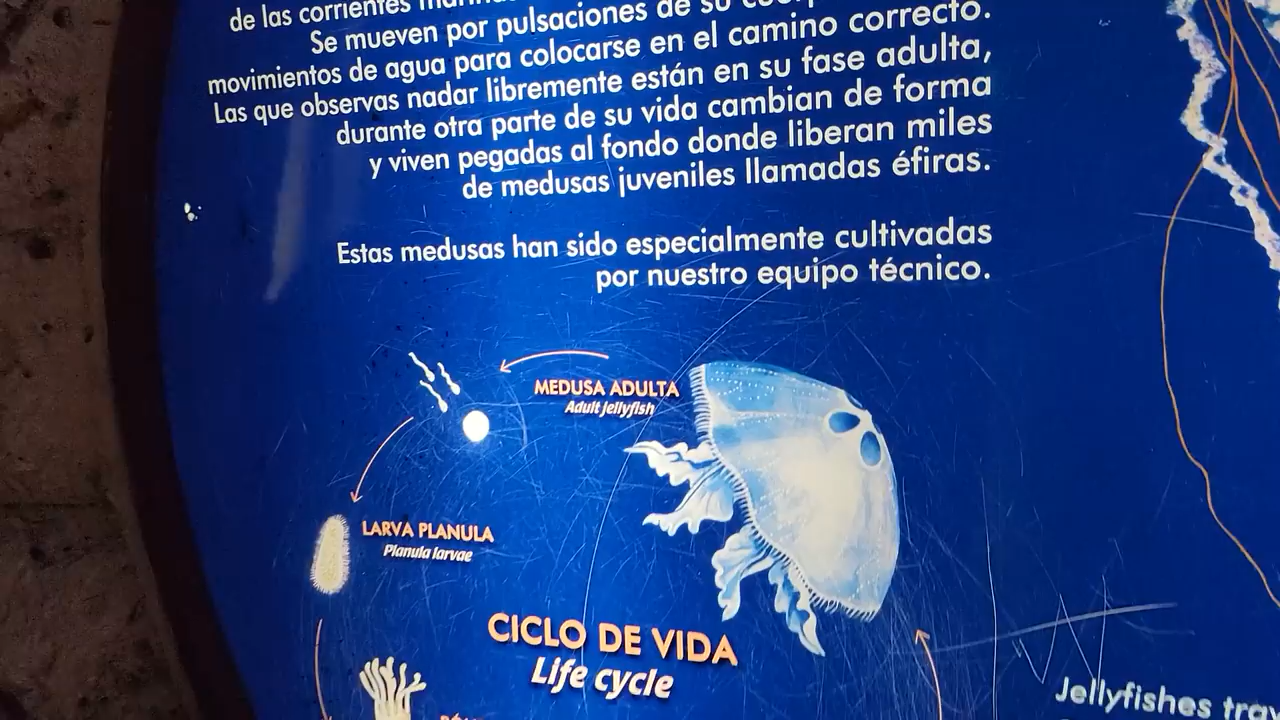 de las corrientes
Se mueven por pulsaciones de su
movimientos de agua para colocarse en el camino correcto.
Las que observas nadar libremente están en su fase adulta,
durante otra parte de su vida cambian de forma
y viven pegadas al fondo donde liberan miles
de medusas juveniles llamadas éfiras.
Estas medusas han sido especialmente cultivadas
por nuestro equipo técnico.
MEDUSA ADULTA
Adult jellyfish
LARVA PLANULA
Planula larvae
CICLO DE VIDA
Life cycle
Jellyfishes